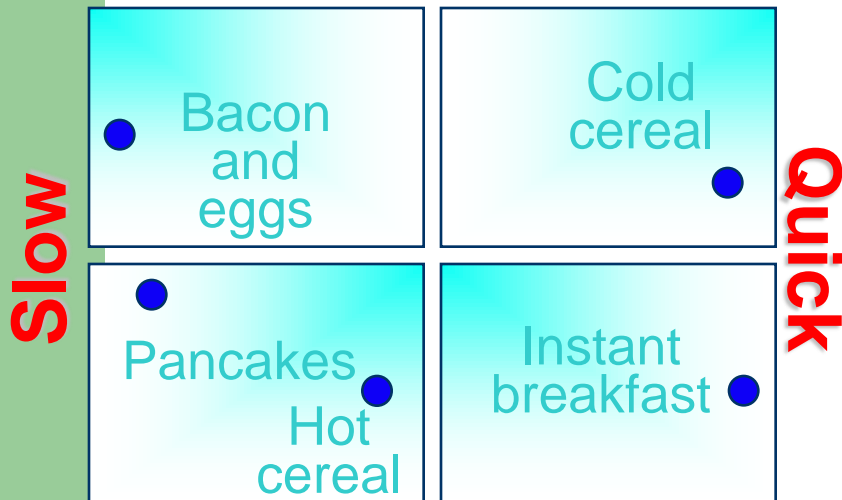 Slow
Bacon
and
eggs
Cold
cereal
Quick
Pancakes
Hot
cereal
Instant
breakfast